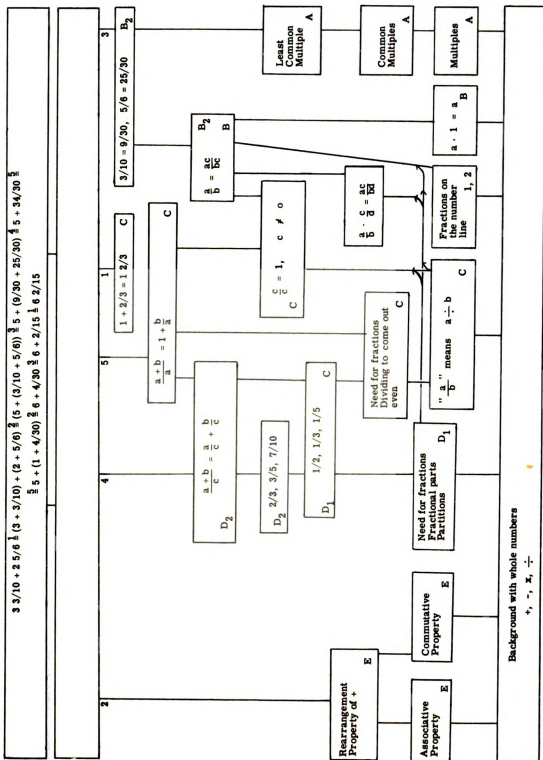 3 3/10 + 2 5/6 ≟ (3 + 3/10) + (2 + 5/6) ≟ (5 + (3/10 + 5/6)) ≟ 5 + (9/30 + 25/30) ≟ 5 + 34/30 ≟
≟ 5 + (1 + 4/30) ≟ 6 + 4/30 ≟ 6 + 2/15 ≟ 6 2/15
2
4
5
1
3
1 + 2/3 = 1 2/3 C
3/10 = 9/30, 5/6 = 25/30 B₂
(a + b)/a = 1 + b/a C
(a + b)/c = a/c + b/c
D₂
a/b = ac/bc
B₂
B
Least
Common
Multiple
A
2/3, 3/5, 7/10
D₂
c/c = 1, c ≠ o
C
1/2, 1/3, 1/5 C
D₁
a/b · c/d = ac/bd
Common
Multiples
A
Rearrangement
Property of +
E
Need for fractions
Dividing to come out
even
C
Associative
Property
E
Commutative
Property
E
Need for fractions
Fractional parts
Partitions
D₁
" a/b " means a ÷ b
C
Fractions on
the number
line 1, 2
a · 1 = a
B
Multiples
A
Background with whole numbers
+, -, x, ÷